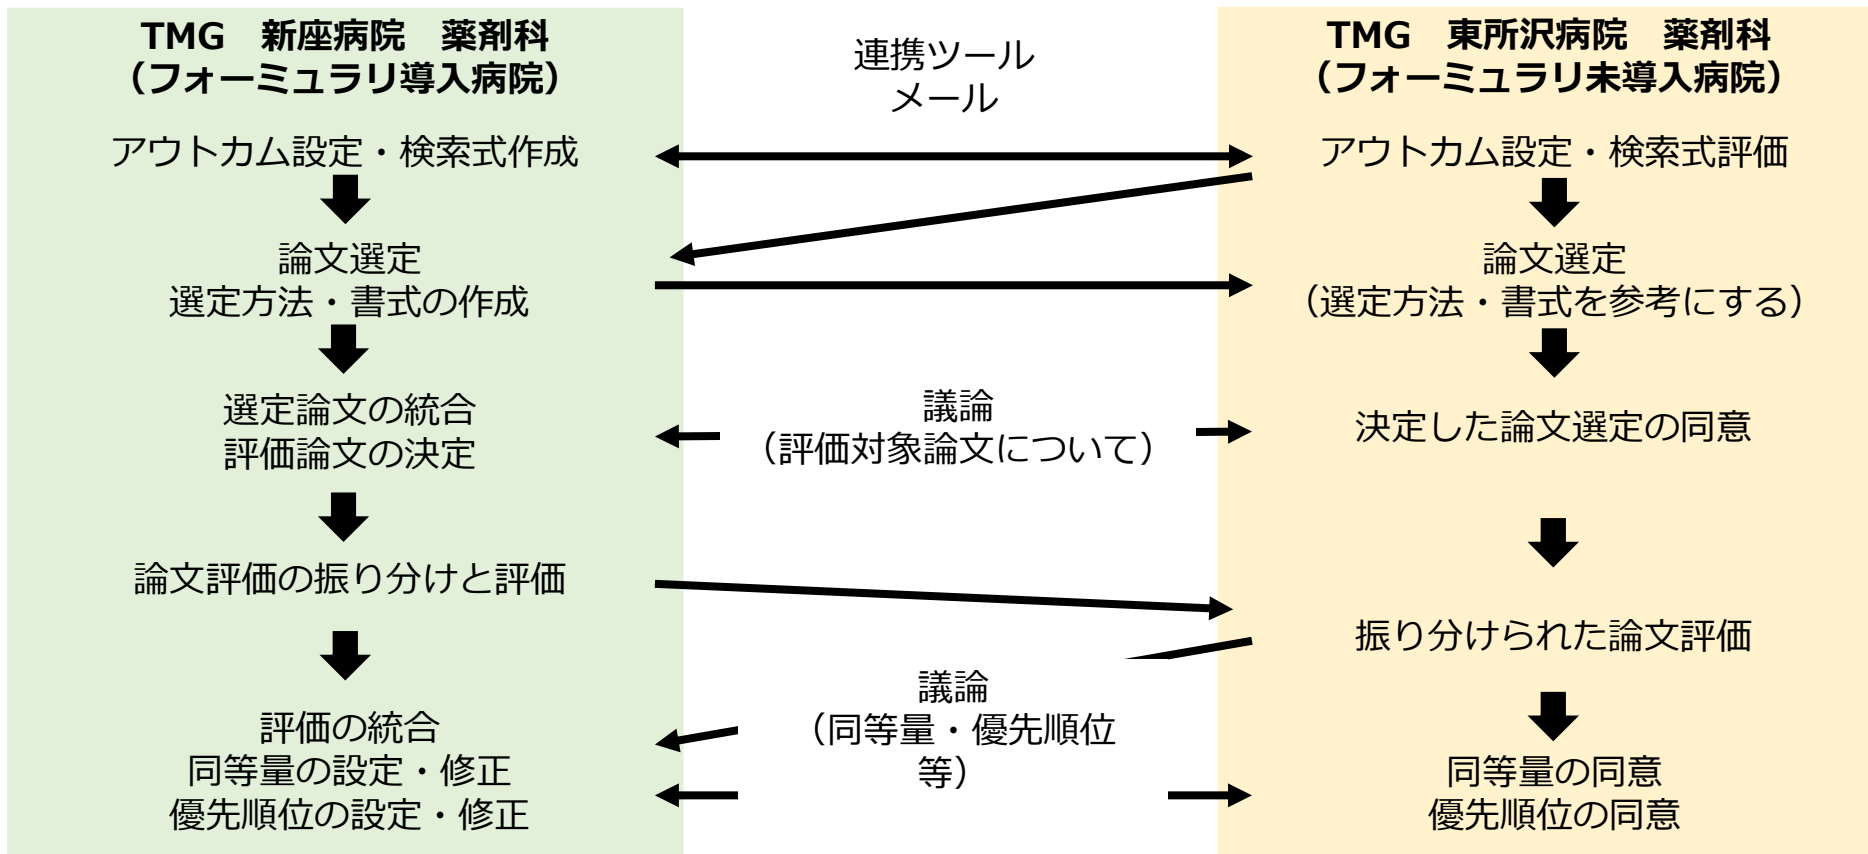 TMG　新座病院　薬剤科
（フォーミュラリ導入病院）
アウトカム設定・検索式作成
論文選定
選定方法・書式の作成
選定論文の統合
評価論文の決定
論文評価の振り分けと評価
評価の統合
同等量の設定・修正
優先順位の設定・修正
連携ツール
メール
議論
（評価対象論文について）
議論
（同等量・優先順位
等）
TMG　東所沢病院　薬剤科
（フォーミュラリ未導入病院）
アウトカム設定・検索式評価
論文選定
（選定方法・書式を参考にする）
決定した論文選定の同意
振り分けられた論文評価
同等量の同意
優先順位の同意